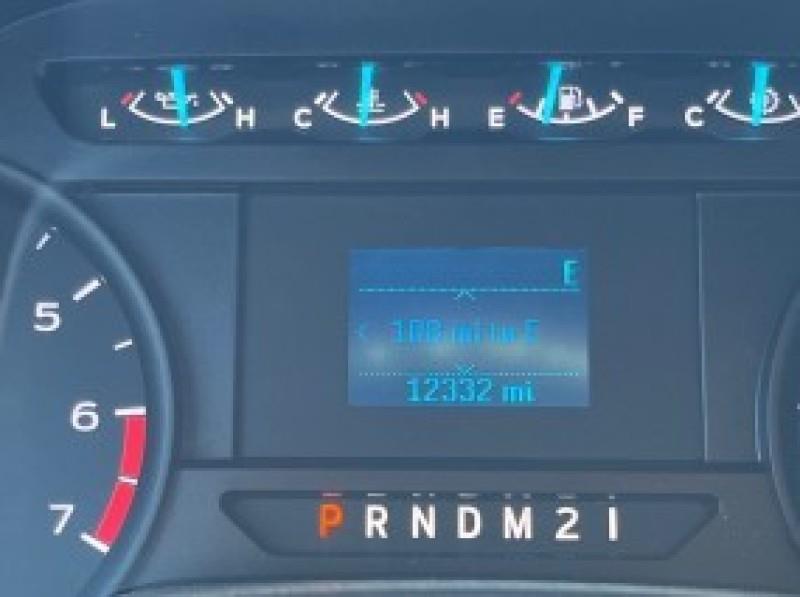 L H C H E F C
E
mi to E
5
12332 mi
6
7
P R N D M 2 1